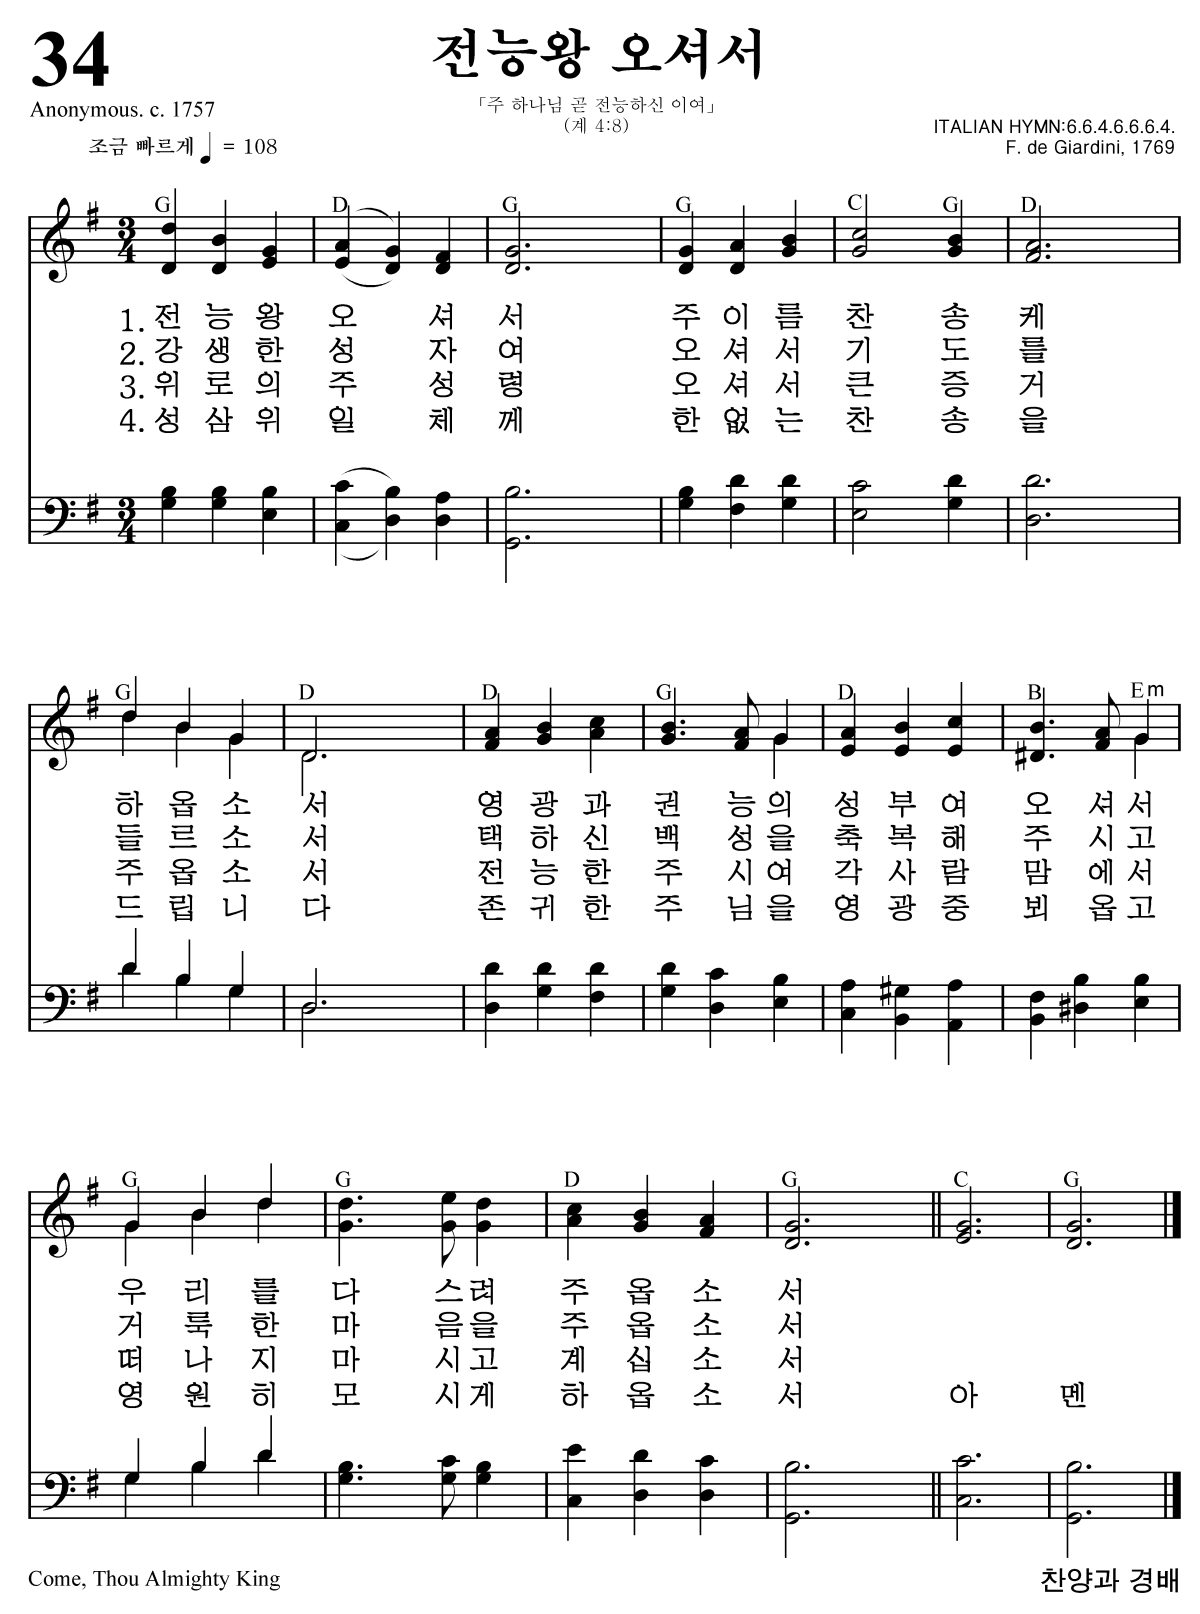 34
전능왕 오셔서
Anonymous. c. 1757
「주 하나님 곧 전능하신 이여」
(계 4:8)
ITALIAN HYMN:6.6.4.6.6.6.4.
조금 빠르게 ♩ = 108
F. de Giardini, 1769
G D G G C G D
1. 전 능 왕 오 셔 서 주 이 름 찬 송 케
2. 강 생 한 성 자 여 오 셔 서 기 도 를
3. 위 로 의 주 성 령 오 셔 서 큰 증 거
4. 성 삼 위 일 체 께 한 없 는 찬 송 을
G D D G D B Em
하 옵 소 서 영 광 과 권 능 의 성 부 여 오 셔 서
들 르 소 서 택 하 신 백 성 을 축 복 해 주 시 고
주 옵 소 서 전 능 한 주 시 여 각 사 람 맘 에 서
드 립 니 다 존 귀 한 주 님 을 영 광 중 뵈 옵 고
G G D G C G
우 리 를 다 스 려 주 옵 소 서
거 룩 한 마 음 을 주 옵 소 서
떠 나 지 마 시 고 계 십 소 서
영 원 히 모 시 게 하 옵 소 서 아 멘
Come, Thou Almighty King
찬양과 경배